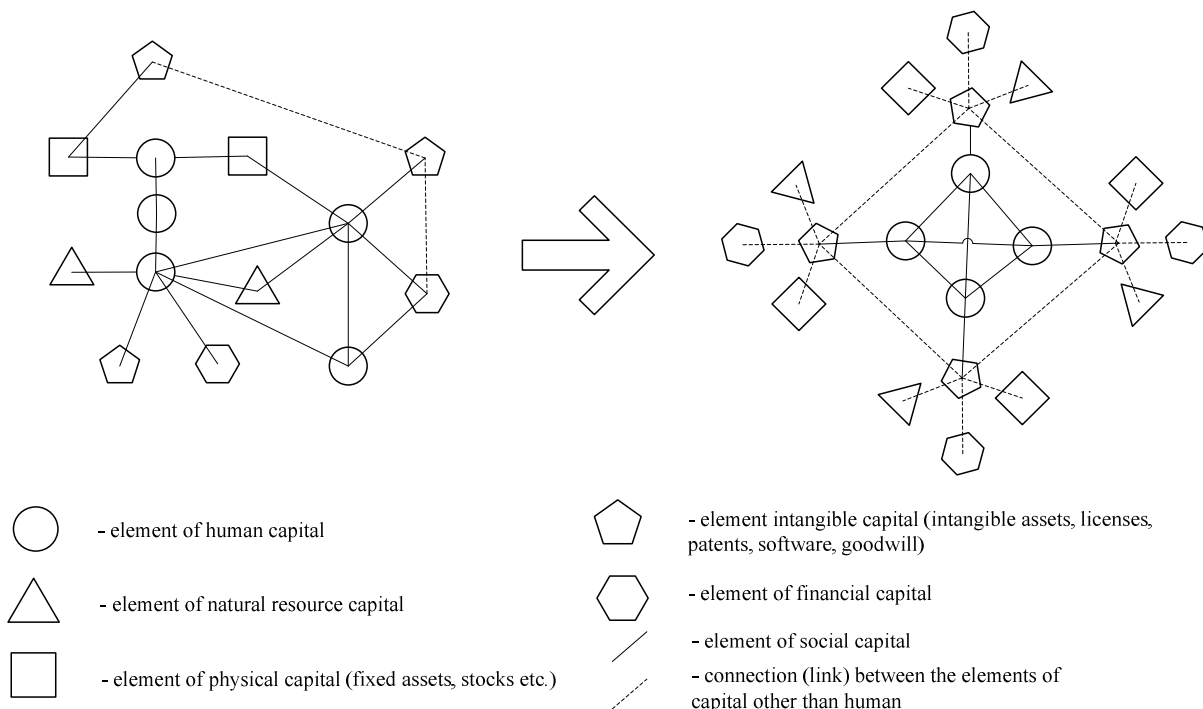 - element of human capital
- element of natural resource capital
- element of physical capital (fixed assets, stocks etc.)
- element intangible capital (intangible assets, licenses,
patents, software, goodwill)
- element of financial capital
- element of social capital
- connection (link) between the elements of
capital other than human